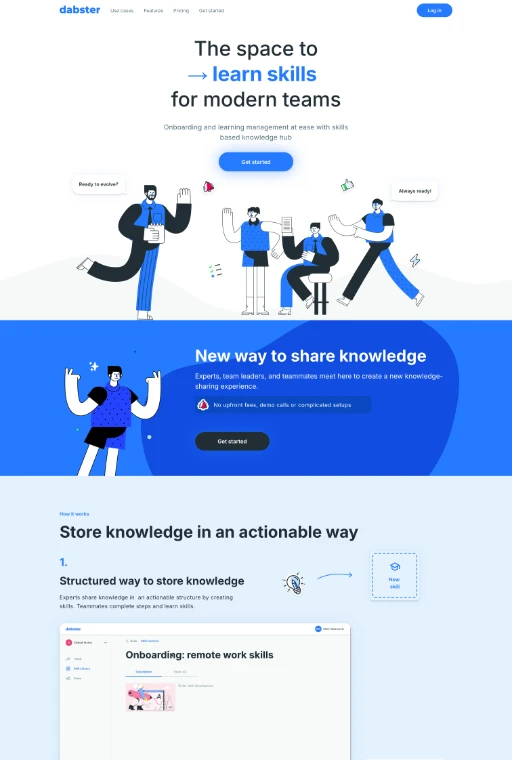 dabster
Use cases Features Pricing Get started
Log in
The space to
→ learn skills
for modern teams
Onboarding and learning management at ease with skills
based knowledge hub
Get started
Ready to evolve?
Always ready!
New way to share knowledge
Experts, team leaders, and teammates meet here to create a new knowledge-
sharing experience.
No upfront fees, demo calls or complicated setups
Get started
How it works
Store knowledge in an actionable way
1.
Structured way to store knowledge
Experts share knowledge in an actionable structure by creating
skills. Teammates complete steps and learn skills.
New
skill
dabster
Onboarding: remote work skills